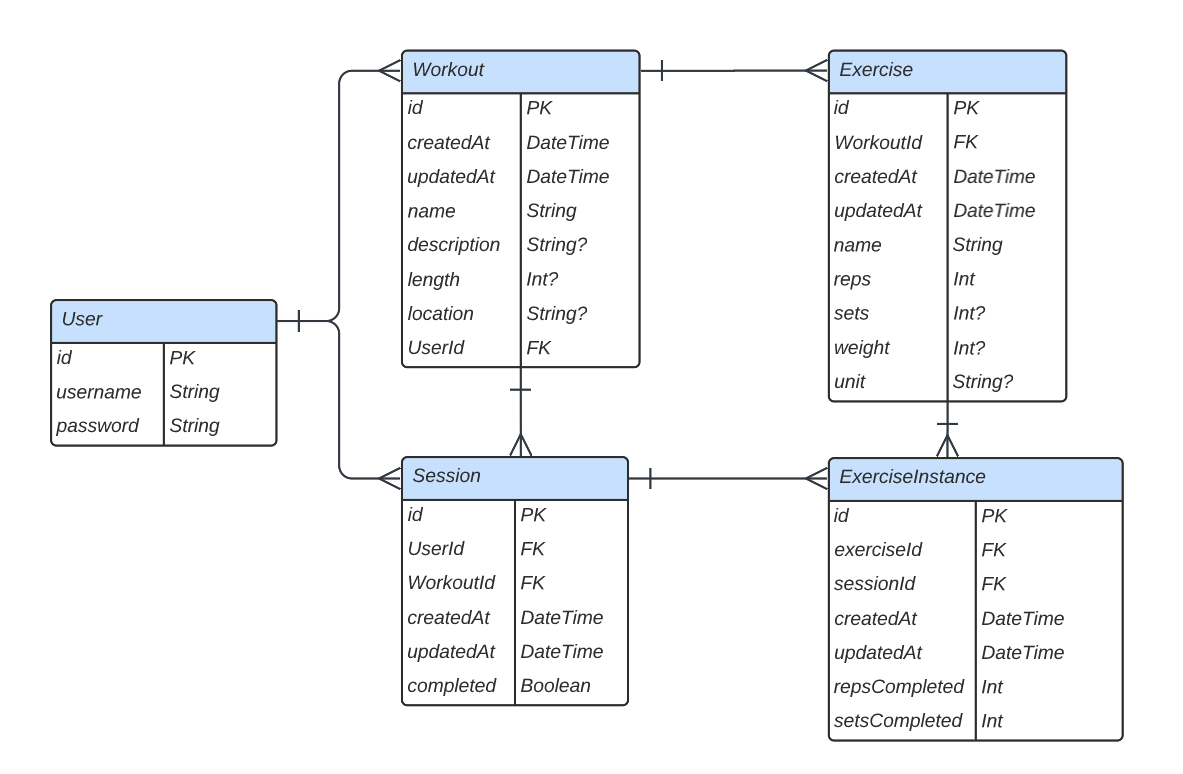 Workout
id PK
createdAt DateTime
updatedAt DateTime
name String
description String?
length Int?
location String?
UserId FK
Exercise
id PK
WorkoutId FK
createdAt DateTime
updatedAt DateTime
name String
reps Int
sets Int?
weight Int?
unit String?
User
id PK
username String
password String
Session
id PK
UserId FK
WorkoutId FK
createdAt DateTime
updatedAt DateTime
completed Boolean
ExerciseInstance
id PK
exerciseId FK
sessionId FK
createdAt DateTime
updatedAt DateTime
repsCompleted Int
setsCompleted Int